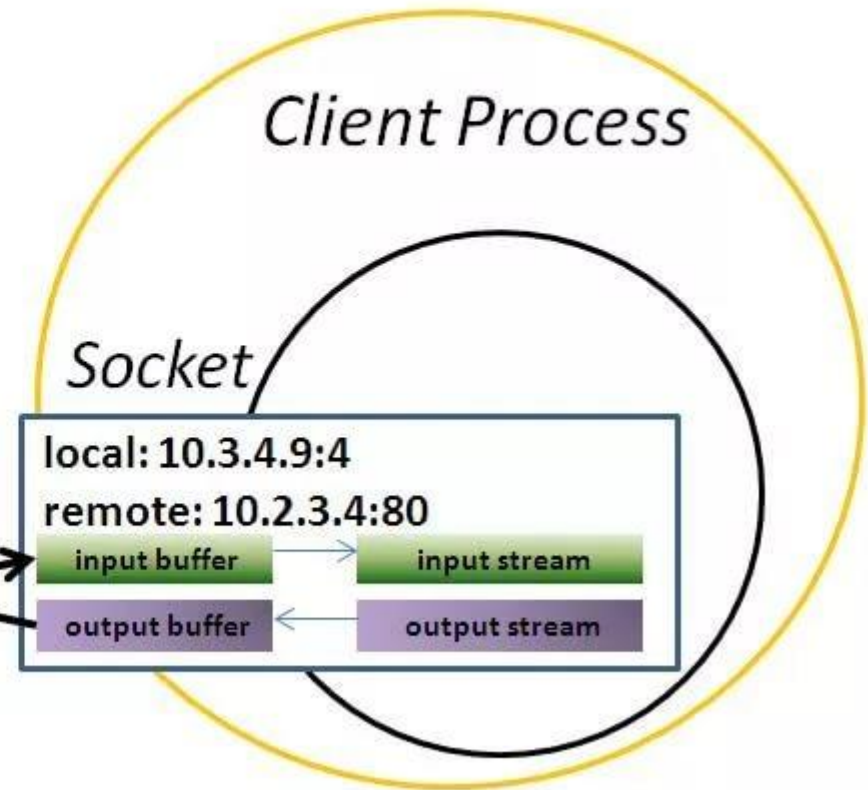 Client Process
Socket
local: 10.3.4.9:4
remote: 10.2.3.4:80
input buffer input stream
output buffer output stream